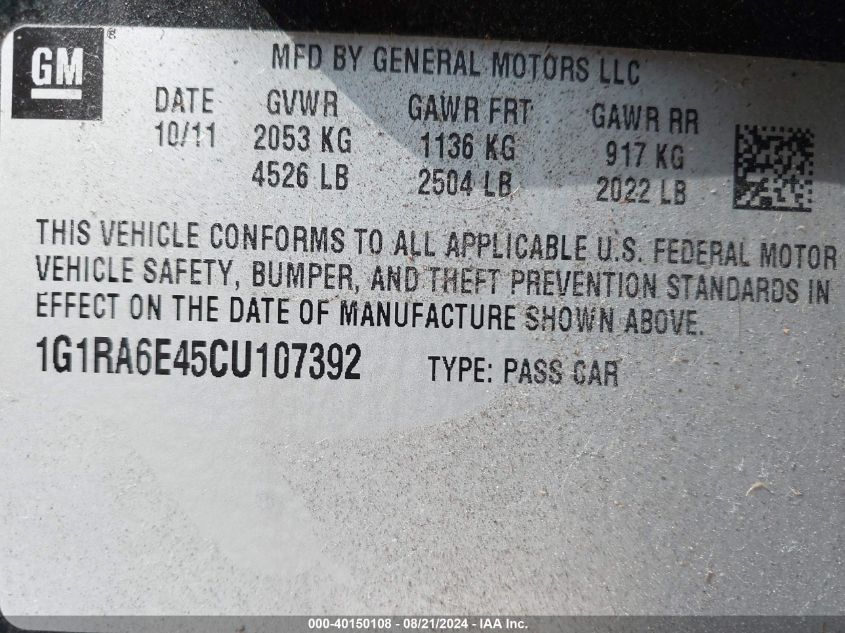 GM ®
MFD BY GENERAL MOTORS LLC
DATE GVWR GAWR FRT GAWR RR
10/11 2053 KG 1136 KG 917 KG
4526 LB 2504 LB 2022 LB
THIS VEHICLE CONFORMS TO ALL APPLICABLE U.S. FEDERAL MOTOR
VEHICLE SAFETY, BUMPER, AND THEFT PREVENTION STANDARDS IN
EFFECT ON THE DATE OF MANUFACTURE SHOWN ABOVE.
1G1RA6E45CU107392 TYPE: PASS CAR
000-40150108 - 08/21/2024 - IAA Inc.